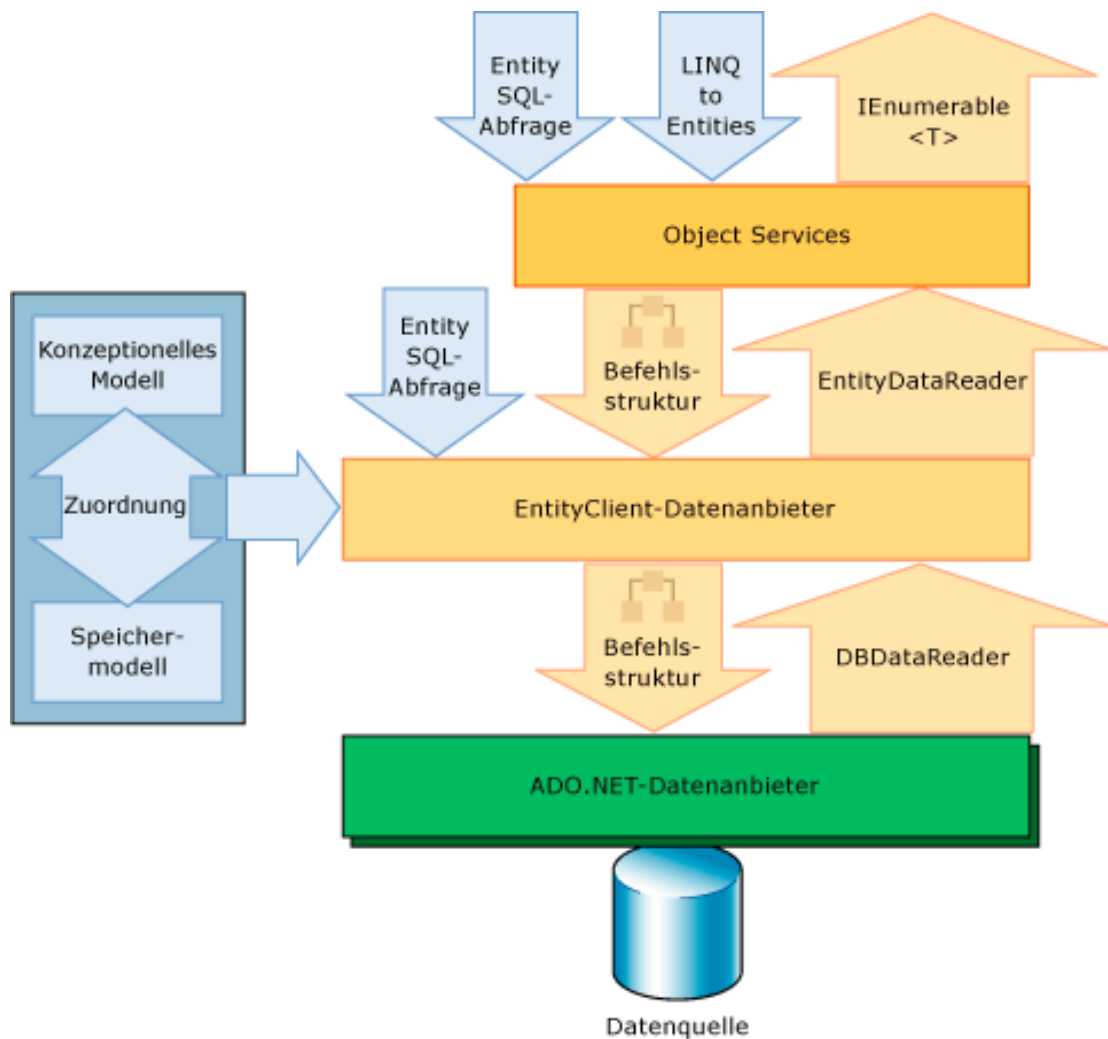 Entity
SQL-
Abfrage
LINQ
to
Entities
IEnumerable
<T>
Object Services
Konzeptionelles
Modell
Zuordnung
Speicher-
modell
Entity
SQL-
Abfrage
Befehls-
struktur
EntityDataReader
EntityClient-Datenanbieter
Befehls-
struktur
DBDataReader
ADO.NET-Datenanbieter
Datenquelle